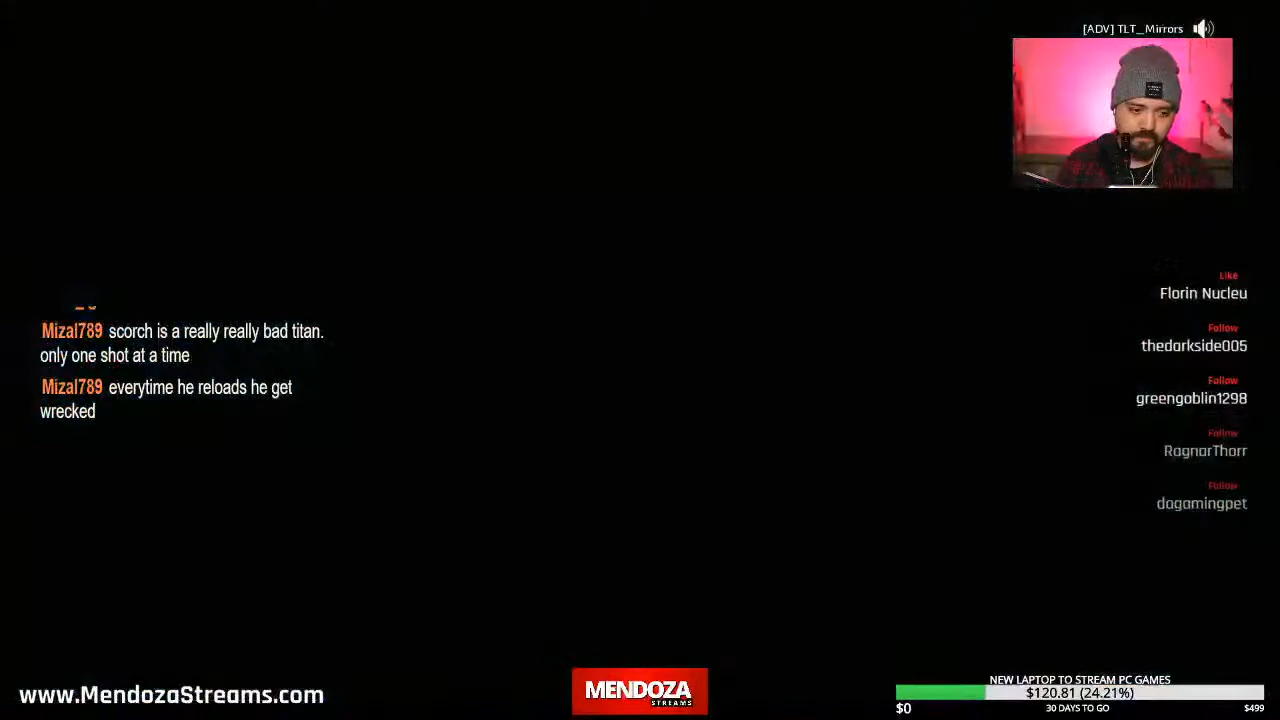 [ADV] TLT_Mirrors
Like
Florin Nucleu
Follow
thedarkside005
Follow
greengoblin1298
Follow
RagnarThorr
Follow
dagamingpet
Mizal789 scorch is a really really bad titan.
only one shot at a time
Mizal789 everytime he reloads he get
wrecked
www.MendozaStreams.com
MENDOZA
STREAMS
NEW LAPTOP TO STREAM PC GAMES
$120.81 (24.21%)
$0 30 DAYS TO GO $499